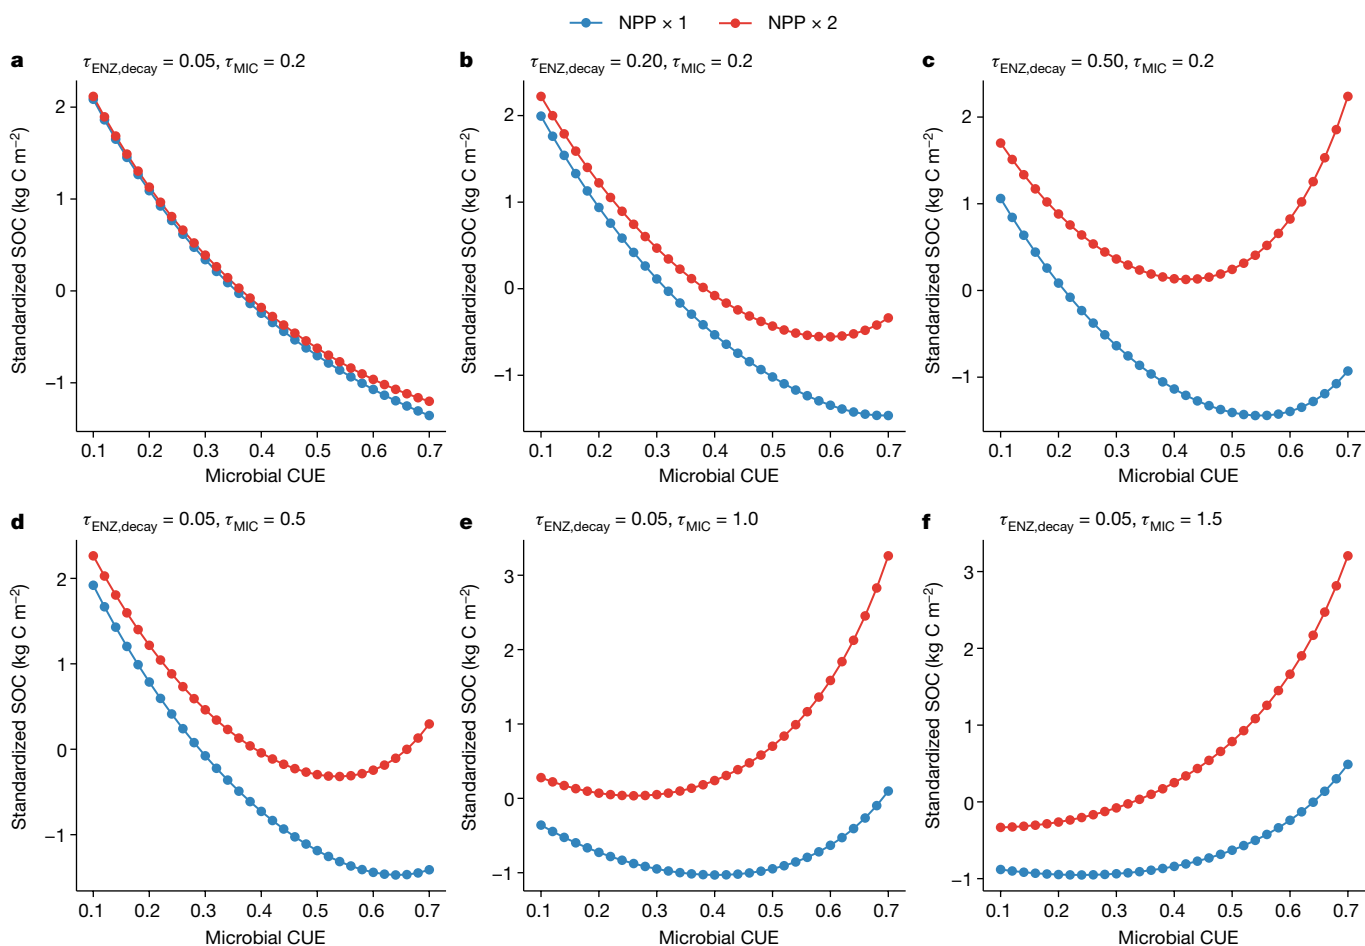 NPP × 1 NPP × 2
a τENZ,decay = 0.05, τMIC = 0.2
Standardized SOC (kg C m−2)
2
1
0
−1
0.1 0.2 0.3 0.4 0.5 0.6 0.7
Microbial CUE
b τENZ,decay = 0.20, τMIC = 0.2
Standardized SOC (kg C m−2)
2
1
0
−1
0.1 0.2 0.3 0.4 0.5 0.6 0.7
Microbial CUE
c τENZ,decay = 0.50, τMIC = 0.2
Standardized SOC (kg C m−2)
2
1
0
−1
0.1 0.2 0.3 0.4 0.5 0.6 0.7
Microbial CUE
d τENZ,decay = 0.05, τMIC = 0.5
Standardized SOC (kg C m−2)
2
1
0
−1
0.1 0.2 0.3 0.4 0.5 0.6 0.7
Microbial CUE
e τENZ,decay = 0.05, τMIC = 1.0
Standardized SOC (kg C m−2)
3
2
1
0
−1
0.1 0.2 0.3 0.4 0.5 0.6 0.7
Microbial CUE
f τENZ,decay = 0.05, τMIC = 1.5
Standardized SOC (kg C m−2)
3
2
1
0
−1
0.1 0.2 0.3 0.4 0.5 0.6 0.7
Microbial CUE